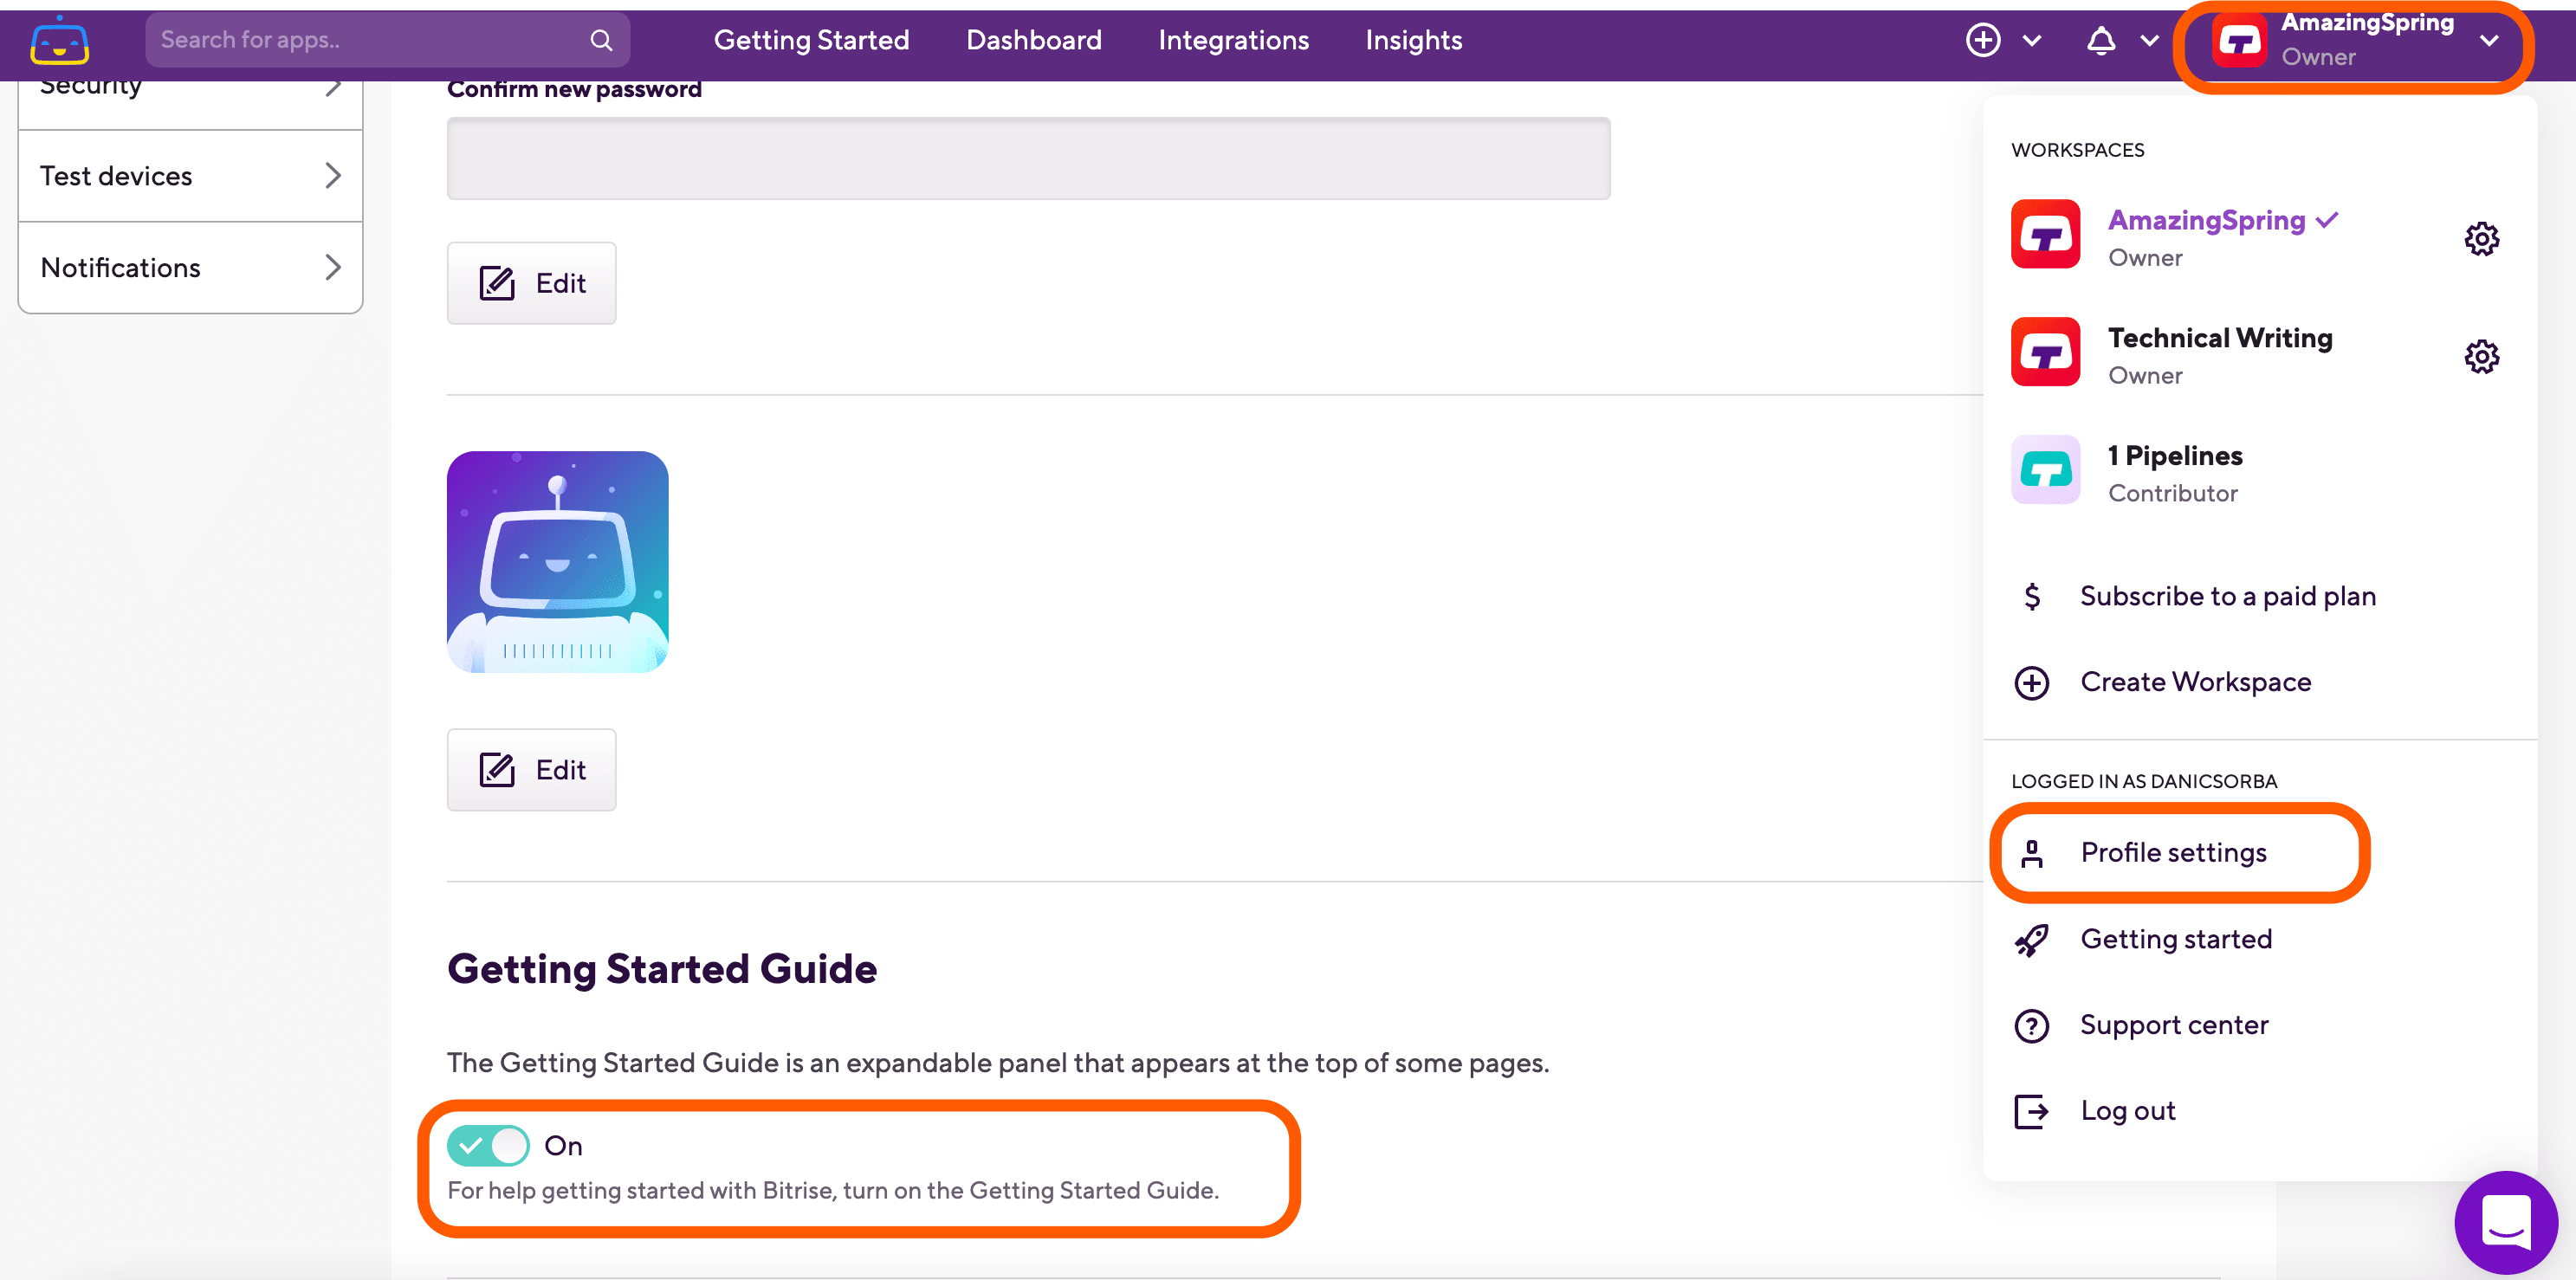 Search for apps..
Getting Started
Dashboard
Integrations
Insights
AmazingSpring
Owner
Security
Test devices
Notifications
Confirm new password
Edit
Edit
Getting Started Guide
The Getting Started Guide is an expandable panel that appears at the top of some pages.
On
For help getting started with Bitrise, turn on the Getting Started Guide.
WORKSPACES
AmazingSpring
Owner
Technical Writing
Owner
1 Pipelines
Contributor
Subscribe to a paid plan
Create Workspace
LOGGED IN AS DANICSORBA
Profile settings
Getting started
Support center
Log out